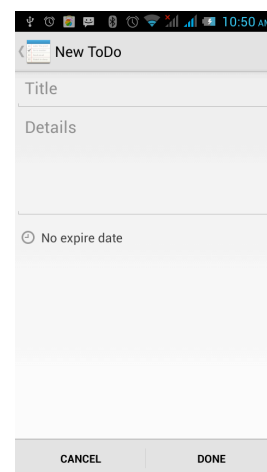 10:50 AM
New ToDo
Title
Details
No expire date
CANCEL
DONE